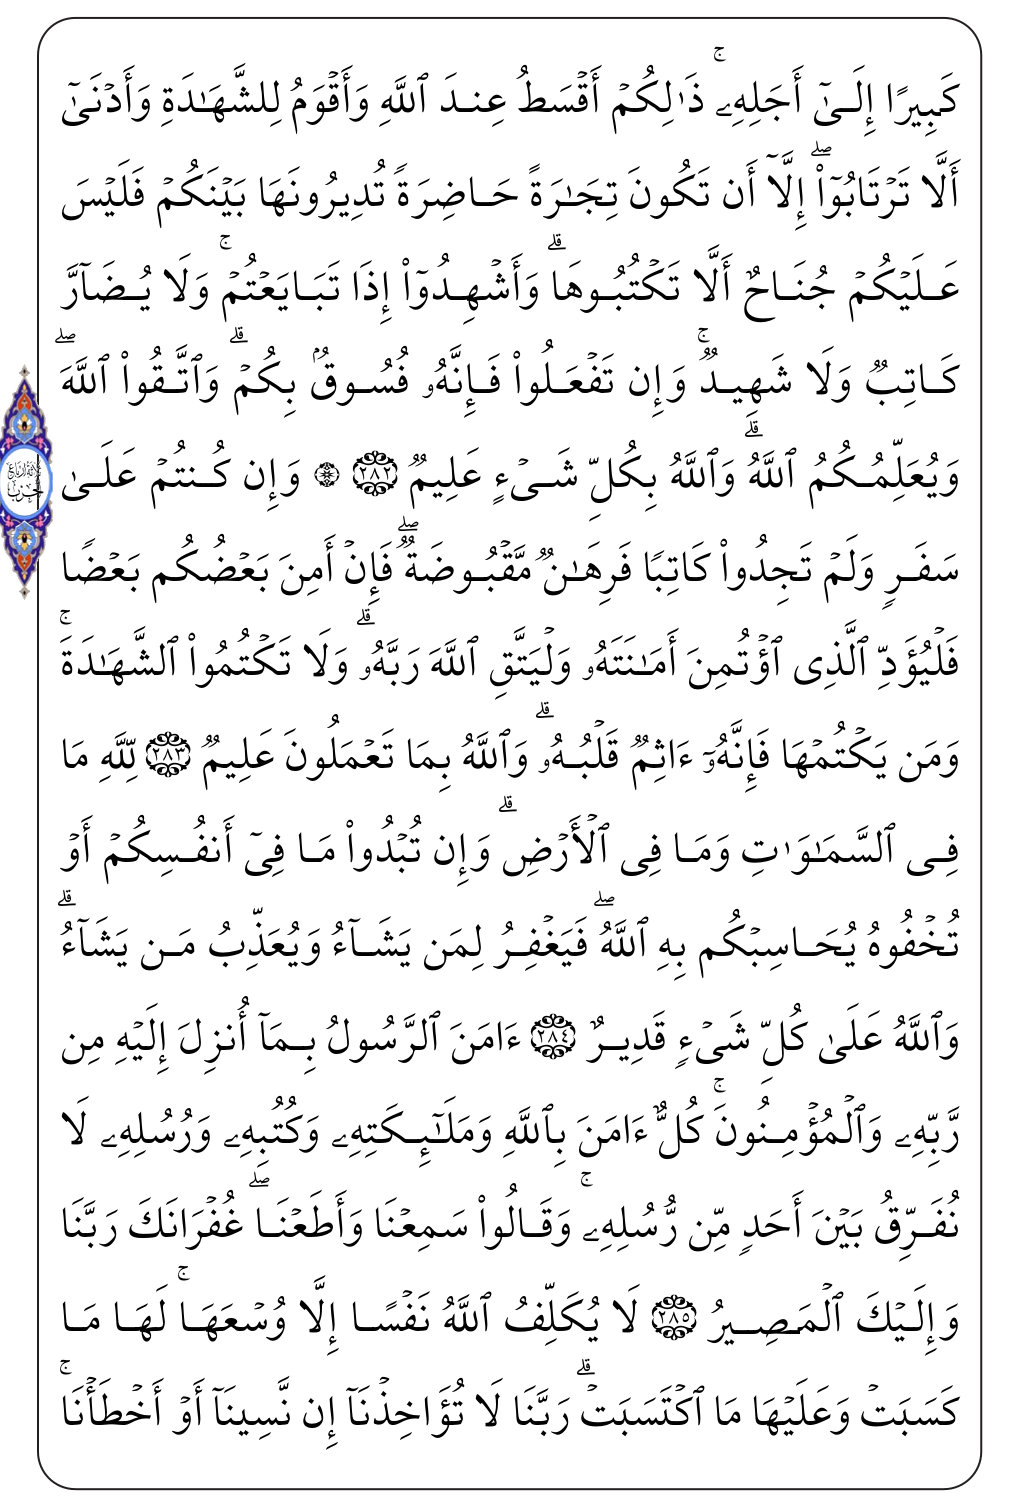 كَبِيرًا إِلَىٰٓ أَجَلِهِۦۚ ذَٰلِكُمۡ أَقۡسَطُ عِندَ ٱللَّهِ وَأَقۡوَمُ لِلشَّهَٰدَةِ وَأَدۡنَىٰٓ
أَلَّا تَرۡتَابُوٓاْۖ إِلَّآ أَن تَكُونَ تِجَٰرَةً حَاضِرَةً تُدِيرُونَهَا بَيۡنَكُمۡ فَلَيۡسَ
عَلَيۡكُمۡ جُنَاحٌ أَلَّا تَكۡتُبُوهَاۗ وَأَشۡهِدُوٓاْ إِذَا تَبَايَعۡتُمۡۚ وَلَا يُضَآرَّ
كَاتِبٞ وَلَا شَهِيدٞۚ وَإِن تَفۡعَلُواْ فَإِنَّهُۥ فُسُوقُۢ بِكُمۡۗ وَٱتَّقُواْ ٱللَّهَۖ
وَيُعَلِّمُكُمُ ٱللَّهُۗ وَٱللَّهُ بِكُلِّ شَيۡءٍ عَلِيمٞ ٢٨٢ ۞ وَإِن كُنتُمۡ عَلَىٰ
سَفَرٖ وَلَمۡ تَجِدُواْ كَاتِبٗا فَرِهَٰنٞ مَّقۡبُوضَةٞۖ فَإِنۡ أَمِنَ بَعۡضُكُم بَعۡضٗا
فَلۡيُؤَدِّ ٱلَّذِي ٱؤۡتُمِنَ أَمَٰنَتَهُۥ وَلۡيَتَّقِ ٱللَّهَ رَبَّهُۥۗ وَلَا تَكۡتُمُواْ ٱلشَّهَٰدَةَۚ
وَمَن يَكۡتُمۡهَا فَإِنَّهُۥٓ ءَاثِمٞ قَلۡبُهُۥۗ وَٱللَّهُ بِمَا تَعۡمَلُونَ عَلِيمٞ ٢٨٣ لِّلَّهِ مَا
فِي ٱلسَّمَٰوَٰتِ وَمَا فِي ٱلۡأَرۡضِۗ وَإِن تُبۡدُواْ مَا فِيٓ أَنفُسِكُمۡ أَوۡ
تُخۡفُوهُ يُحَاسِبۡكُم بِهِ ٱللَّهُۖ فَيَغۡفِرُ لِمَن يَشَآءُ وَيُعَذِّبُ مَن يَشَآءُۗ
وَٱللَّهُ عَلَىٰ كُلِّ شَيۡءٖ قَدِيرٌ ٢٨٤ ءَامَنَ ٱلرَّسُولُ بِمَآ أُنزِلَ إِلَيۡهِ مِن
رَّبِّهِۦ وَٱلۡمُؤۡمِنُونَۚ كُلٌّ ءَامَنَ بِٱللَّهِ وَمَلَٰٓئِكَتِهِۦ وَكُتُبِهِۦ وَرُسُلِهِۦ لَا
نُفَرِّقُ بَيۡنَ أَحَدٖ مِّن رُّسُلِهِۦۚ وَقَالُواْ سَمِعۡنَا وَأَطَعۡنَاۖ غُفۡرَانَكَ رَبَّنَا
وَإِلَيۡكَ ٱلۡمَصِيرُ ٢٨٥ لَا يُكَلِّفُ ٱللَّهُ نَفۡسًا إِلَّا وُسۡعَهَاۚ لَهَا مَا
كَسَبَتۡ وَعَلَيۡهَا مَا ٱكۡتَسَبَتۡۗ رَبَّنَا لَا تُؤَاخِذۡنَآ إِن نَّسِينَآ أَوۡ أَخۡطَأۡنَاۚ
ثلاثة أرباع
الحزب